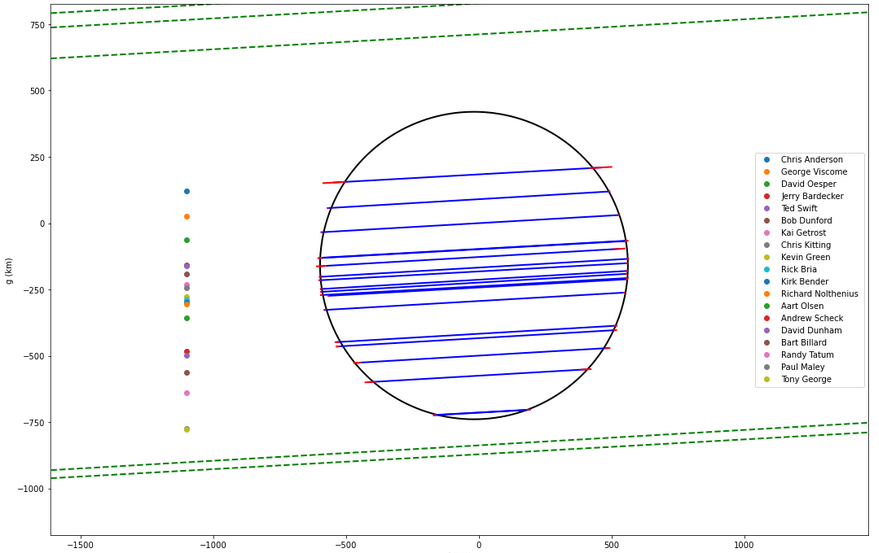 750
500
250
0
−250
−500
−750
−1000
g (km)
−1500
−1000
−500
0
500
1000
Chris Anderson
George Viscome
David Oesper
Jerry Bardecker
Ted Swift
Bob Dunford
Kai Getrost
Chris Kitting
Kevin Green
Rick Bria
Kirk Bender
Richard Nolthenius
Aart Olsen
Andrew Scheck
David Dunham
Bart Billard
Randy Tatum
Paul Maley
Tony George